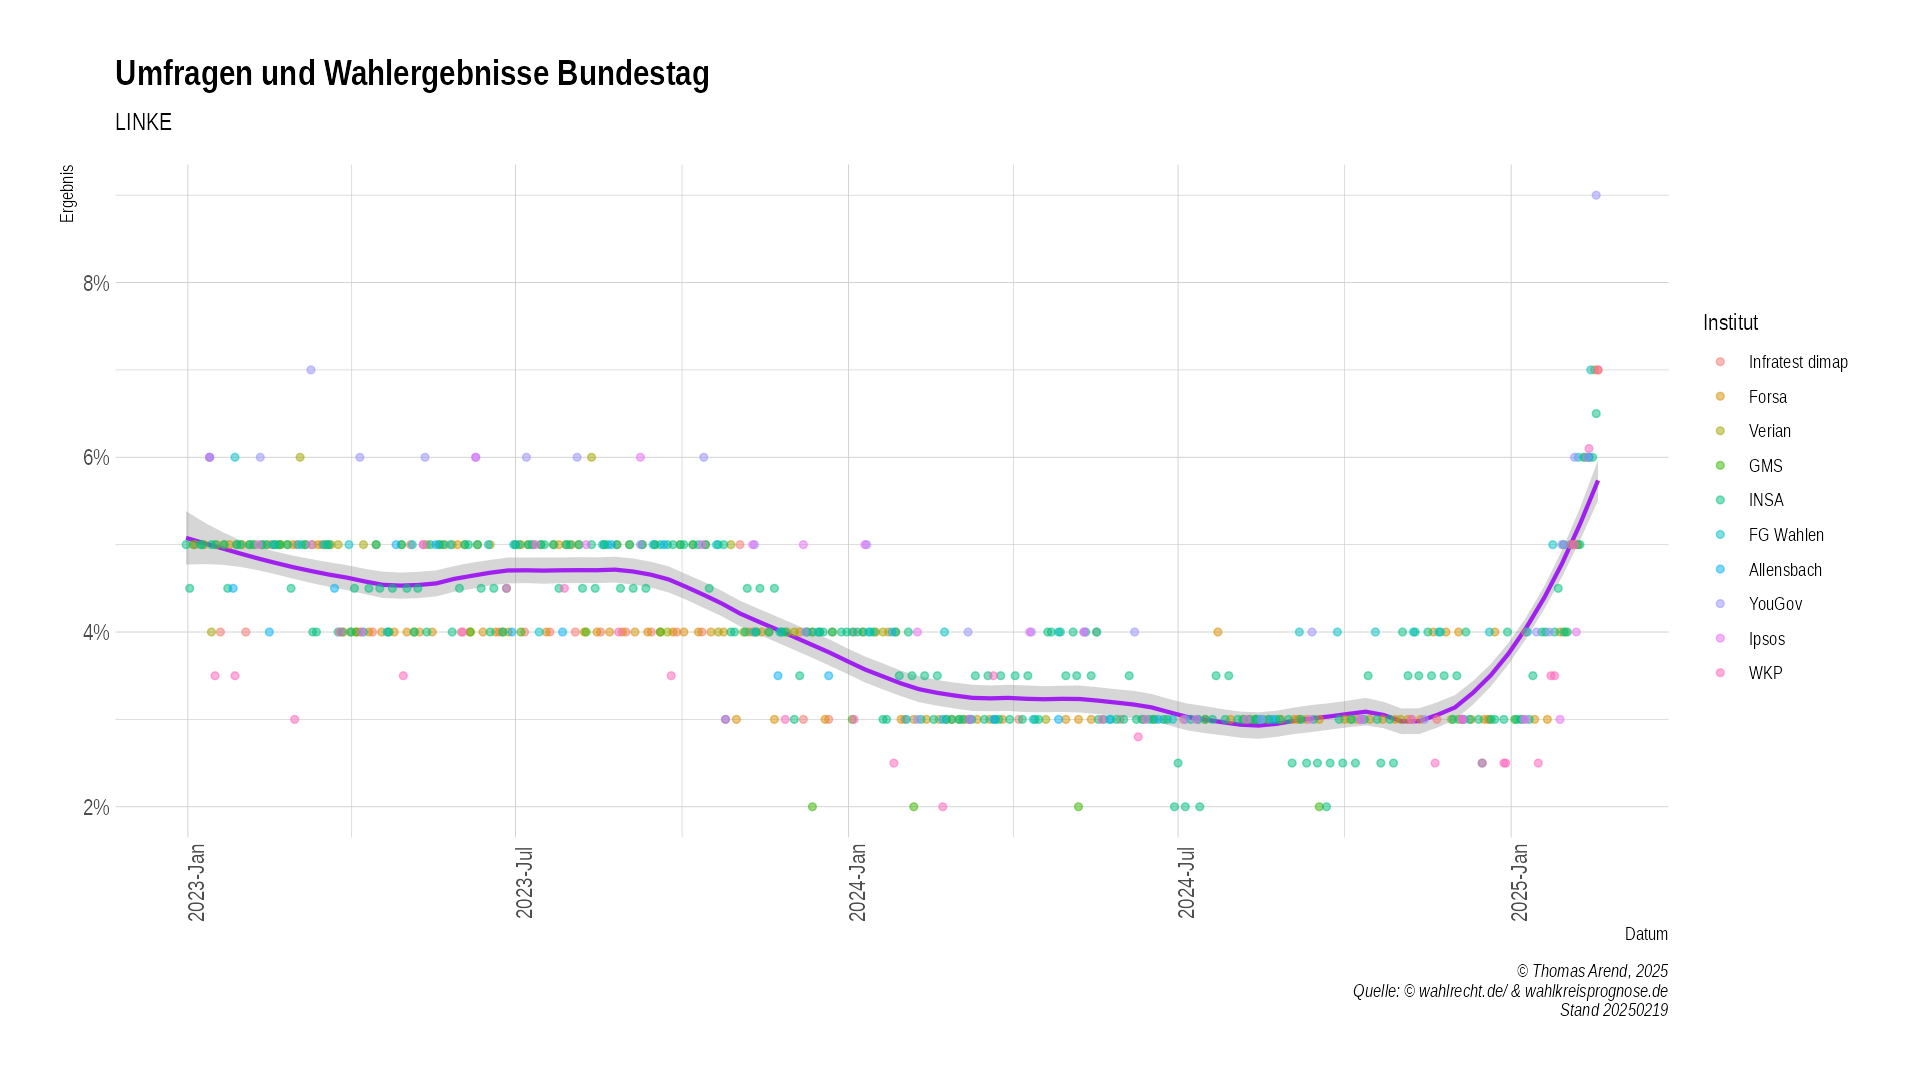 Umfragen und Wahlergebnisse Bundestag
LINKE
Ergebnis
8%
6%
4%
2%
2023-Jan
2023-Jul
2024-Jan
2024-Jul
2025-Jan
Datum
Institut
Infratest dimap
Forsa
Verian
GMS
INSA
FG Wahlen
Allensbach
YouGov
Ipsos
WKP
© Thomas Arend, 2025
Quelle: © wahlrecht.de/ & wahlkreisprognose.de
Stand 20250219